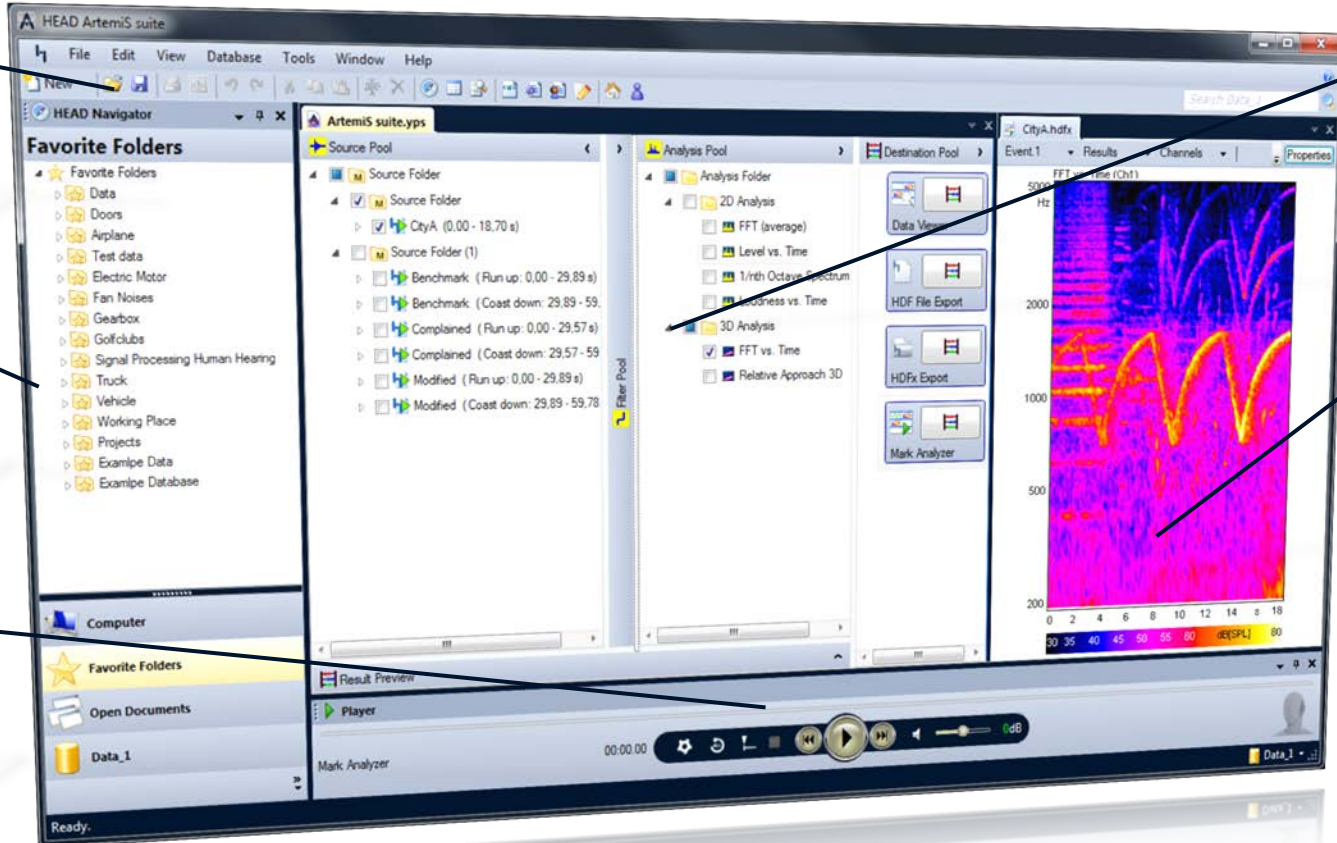 HEAD ArtemiS suite
File Edit View Database Tools Window Help
New
Search Data_1
HEAD Navigator
Favorite Folders
Favorite Folders
Data
Doors
Airplane
Test data
Electric Motor
Fan Noises
Gearbox
Golfclubs
Signal Processing Human Hearing
Truck
Vehicle
Working Place
Projects
Examlpe Data
Examlpe Database
Computer
Favorite Folders
Open Documents
Data_1
Ready.
ArtemiS suite.yps
Source Pool
Source Folder
Source Folder
CityA (0.00 - 18,70 s)
Source Folder (1)
Benchmark (Run up: 0,00 - 29,89 s)
Benchmark (Coast down: 29,89 - 59,
Complained (Run up: 0,00 - 29,57 s)
Complained (Coast down: 29,57 - 59
Modified (Run up: 0,00 - 29,89 s)
Modified (Coast down: 29,89 - 59,78
Filter Pool
Analysis Pool
Analysis Folder
2D Analysis
FFT (average)
Level vs. Time
1/nth Octave Spectrum
Loudness vs. Time
3D Analysis
FFT vs. Time
Relative Approach 3D
Destination Pool
Data Viewer
HDF File Export
HDFx Export
Mark Analyzer
CityA.hdfx
Event.1 Results Channels Properties
FFT vs. Time (Ch1)
5000
Hz
2000
1000
500
200
0 2 4 6 8 10 12 14 s 18
30 35 40 45 50 55 60 dB[SPL] 80
Result Preview
Player
00:00.00
0dB
Mark Analyzer
Data_1